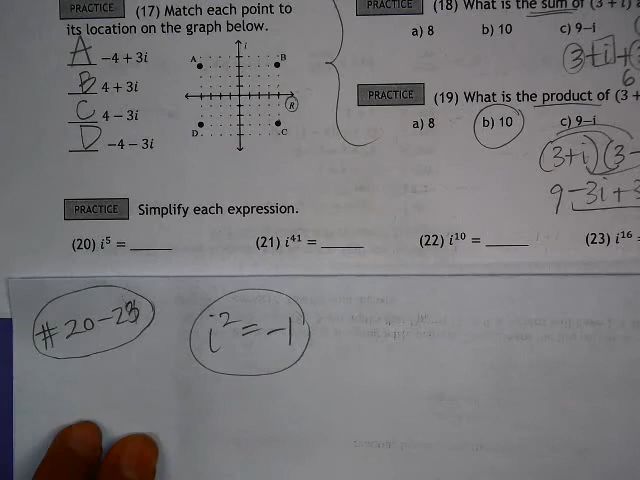 PRACTICE (17) Match each point to
its location on the graph below.
A −4 + 3i
B 4 + 3i
C 4 − 3i
D −4 − 3i
i
A B
R
D C
PRACTICE (18) What is the sum of (3 + i)
a) 8 b) 10 c) 9−i
(3+i)+(3
6
PRACTICE (19) What is the product of (3 +
a) 8 b) 10 c) 9−i
(3+i)(3−
9−3i+3
PRACTICE Simplify each expression.
(20) i⁵ = ______ (21) i⁴¹ = ______ (22) i¹⁰ = ______ (23) i¹⁶ =
#20-23 i² = -1